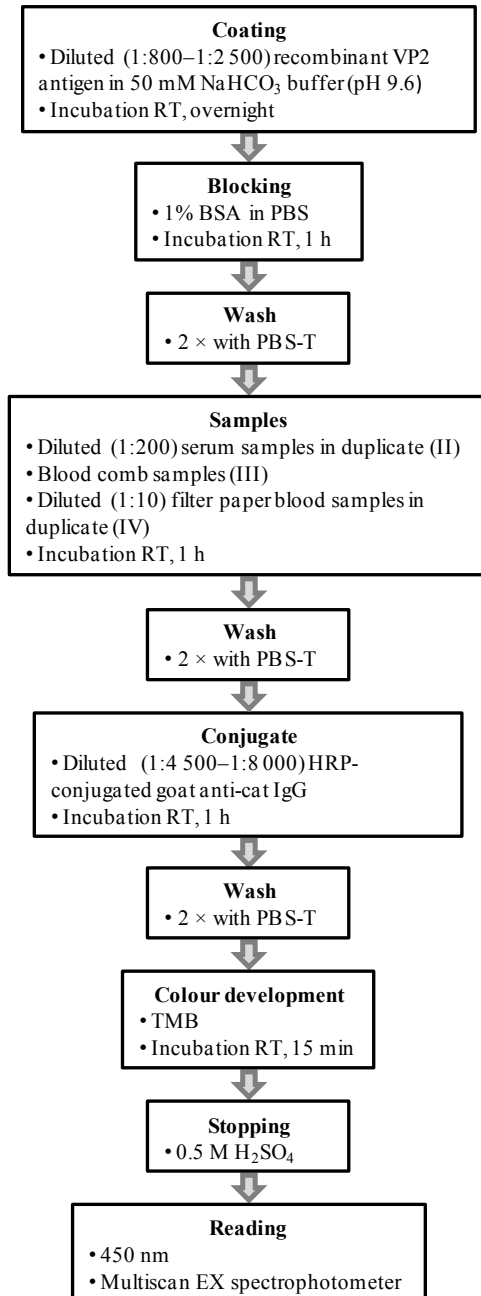 Coating
• Diluted (1:800–1:2 500) recombinant VP2
antigen in 50 mM NaHCO₃ buffer (pH 9.6)
• Incubation RT, overnight
Blocking
• 1% BSA in PBS
• Incubation RT, 1 h
Wash
• 2 × with PBS-T
Samples
• Diluted (1:200) serum samples in duplicate (II)
• Blood comb samples (III)
• Diluted (1:10) filter paper blood samples in
duplicate (IV)
• Incubation RT, 1 h
Wash
• 2 × with PBS-T
Conjugate
• Diluted (1:4 500–1:8 000) HRP-
conjugated goat anti-cat IgG
• Incubation RT, 1 h
Wash
• 2 × with PBS-T
Colour development
• TMB
• Incubation RT, 15 min
Stopping
• 0.5 M H₂SO₄
Reading
• 450 nm
• Multiscan EX spectrophotometer